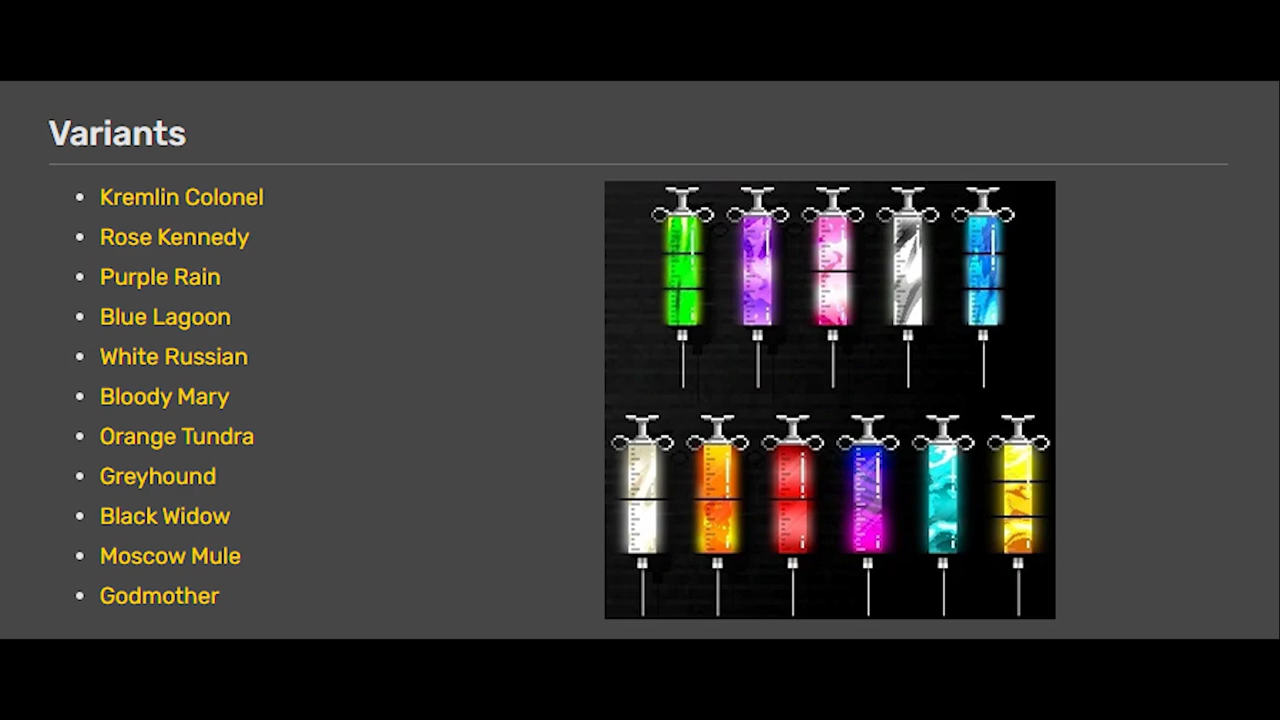 Variants
Kremlin Colonel
Rose Kennedy
Purple Rain
Blue Lagoon
White Russian
Bloody Mary
Orange Tundra
Greyhound
Black Widow
Moscow Mule
Godmother